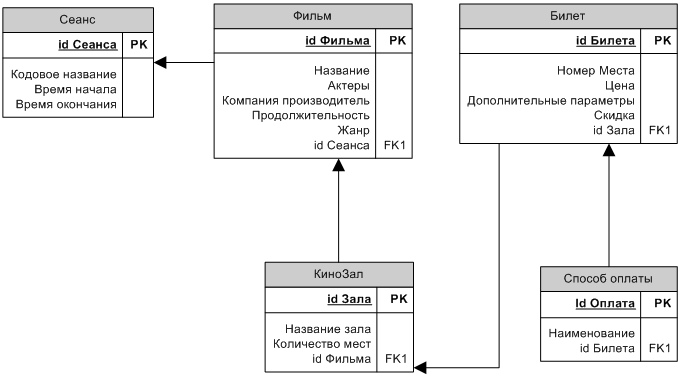 Сеанс
id Сеанса PK
Кодовое название
Время начала
Время окончания
Фильм
id Фильма PK
Название
Актеры
Компания производитель
Продолжительность
Жанр
id Сеанса FK1
Билет
id Билета PK
Номер Места
Цена
Дополнительные параметры
Скидка
id Зала FK1
КиноЗал
id Зала PK
Название зала
Количество мест
id Фильма FK1
Способ оплаты
Id Оплата PK
Наименование
id Билета FK1